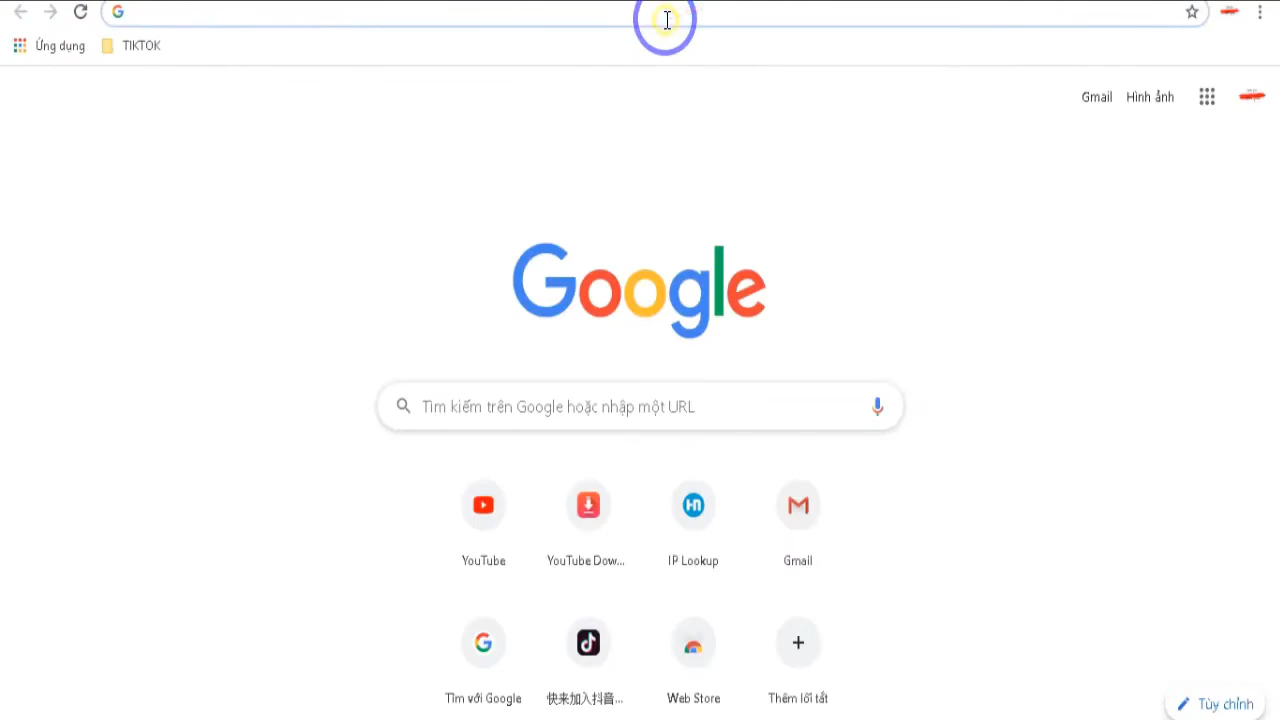 Ứng dụng TIKTOK
Gmail Hình ảnh
Google
Tìm kiếm trên Google hoặc nhập một URL
YouTube YouTube Dow... IP Lookup Gmail
Tìm với Google 快来加入抖音... Web Store Thêm lối tắt
Tùy chỉnh